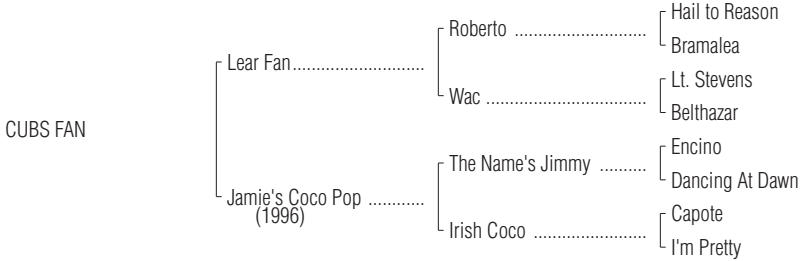 Hail to Reason
Roberto ............................
Bramalea
Lear Fan............................
Lt. Stevens
Wac ..................................
Belthazar
CUBS FAN
Encino
The Name's Jimmy ..........
Dancing At Dawn
Jamie's Coco Pop ............
(1996)
Capote
Irish Coco ........................
I'm Pretty